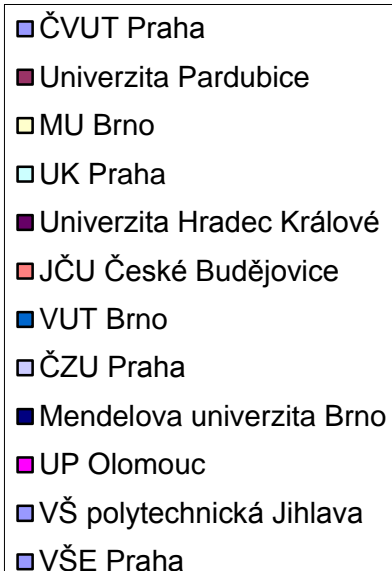 ČVUT Praha
Univerzita Pardubice
MU Brno
UK Praha
Univerzita Hradec Králové
JČU České Budějovice
VUT Brno
ČZU Praha
Mendelova univerzita Brno
UP Olomouc
VŠ polytechnická Jihlava
VŠE Praha